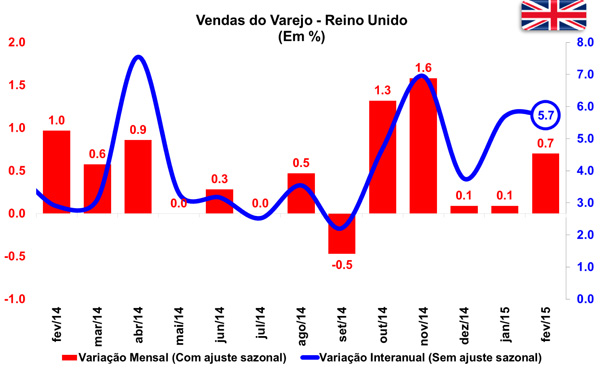 Vendas do Varejo - Reino Unido
(Em %)
2.0
1.5
1.0
0.5
0.0
-0.5
-1.0
8.0
7.0
6.0
5.0
4.0
3.0
2.0
1.0
0.0
1.0
0.6
0.9
0.0
0.3
0.0
0.5
-0.5
1.3
1.6
0.1
0.1
0.7
5.7
fev/14
mar/14
abr/14
mai/14
jun/14
jul/14
ago/14
set/14
out/14
nov/14
dez/14
jan/15
fev/15
Variação Mensal (Com ajuste sazonal)
Variação Interanual (Sem ajuste sazonal)